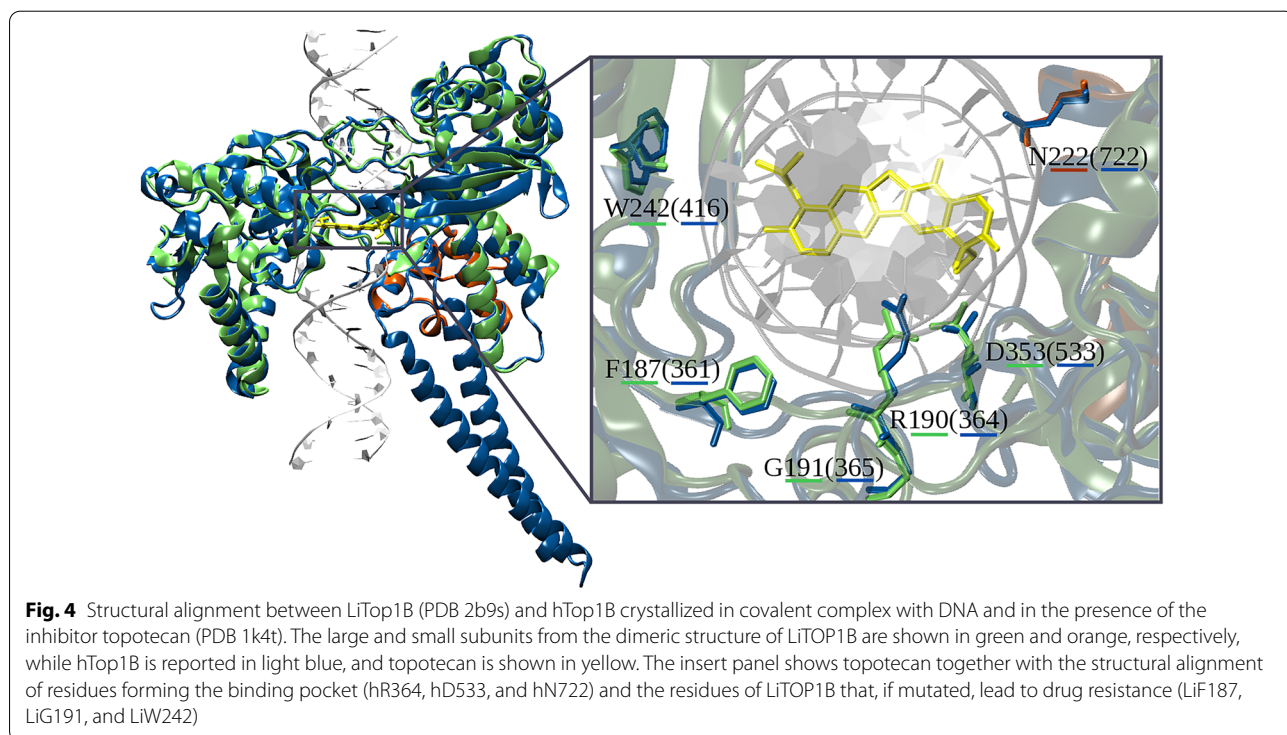 N222(722)
W242(416)
D353(533)
F187(361)
R190(364)
G191(365)
Fig. 4 Structural alignment between LiTop1B (PDB 2b9s) and hTop1B crystallized in covalent complex with DNA and in the presence of the
inhibitor topotecan (PDB 1k4t). The large and small subunits from the dimeric structure of LiTOP1B are shown in green and orange, respectively,
while hTop1B is reported in light blue, and topotecan is shown in yellow. The insert panel shows topotecan together with the structural alignment
of residues forming the binding pocket (hR364, hD533, and hN722) and the residues of LiTOP1B that, if mutated, lead to drug resistance (LiF187,
LiG191, and LiW242)